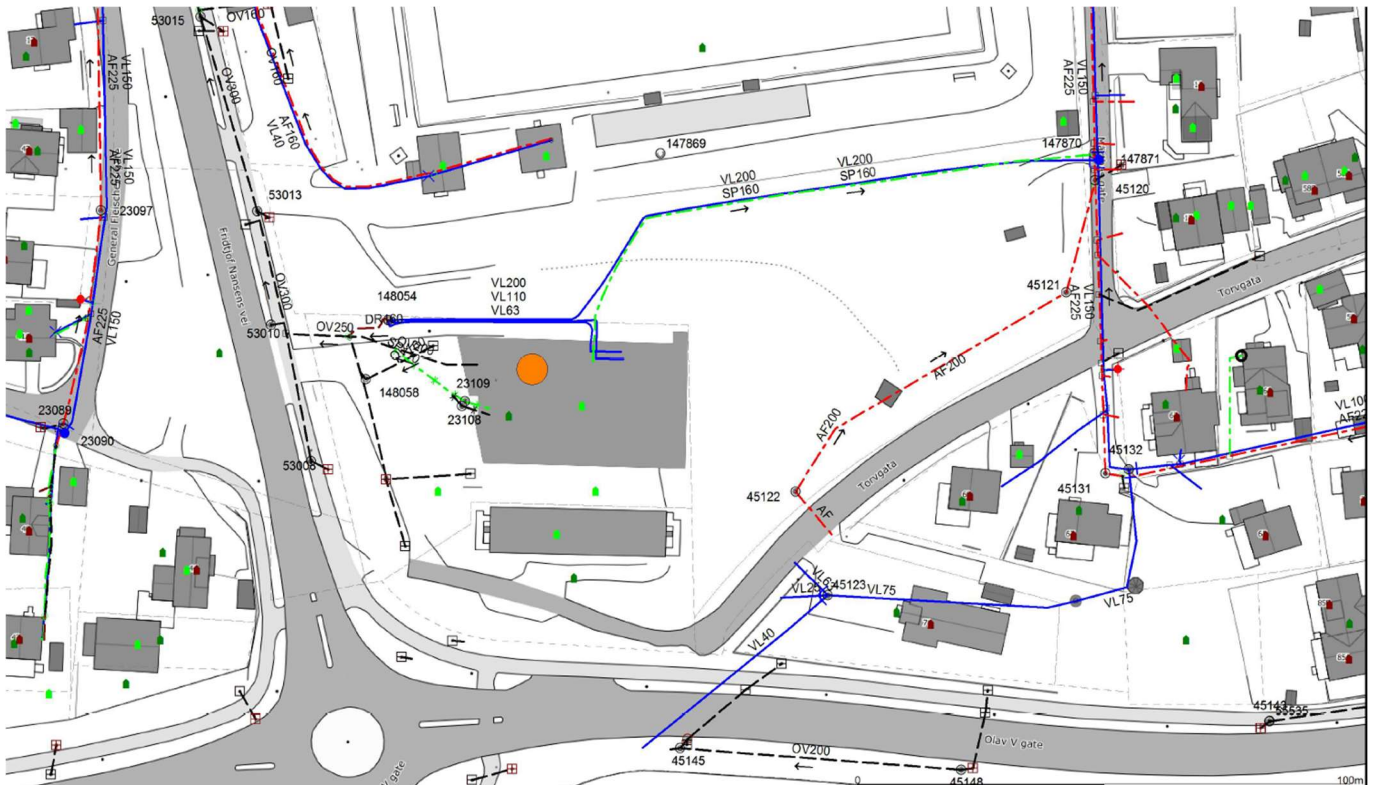 53015
OV160
VL150
AF225
OV160
OV300
AF160
VL40
VL150
AF225
147869
147870
147871
45120
VL200
SP160
VL200
SP160
VL150
AF225
53013
23097
General Fleische
Fridtjof Nansens vei
OV300
VL200
VL110
VL63
148054
DR160
OV250
53010
45121
VL150
AF225
Torvgata
AF225
VL150
AF200
23109
23108
148058
23089
23090
53008
AF200
Torvgata
45122
AF
45132
45131
VL100
45123
VL75
VL75
VL40
45143
55535
Olav V gate
OV200
45145
45148
V gate
0
100m